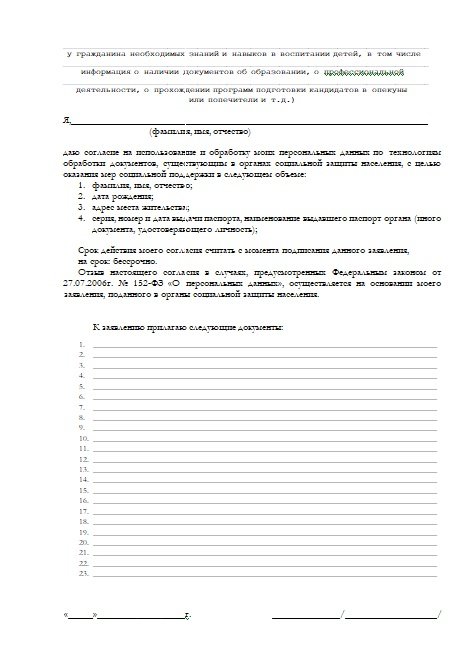 у гражданина необходимых знаний и навыков в воспитании детей, в том числе
информация о наличии документов об образовании, о профессиональной
деятельности, о прохождении программ подготовки кандидатов в опекуны
или попечители и т.д.)
Я,
(фамилия, имя, отчество)
даю согласие на использование и обработку моих персональных данных по технологиям
обработки документов, существующим в органах социальной защиты населения, с целью
оказания мер социальной поддержки в следующем объеме:
1. фамилия, имя, отчество;
2. дата рождения;
3. адрес места жительства;
4. серия, номер и дата выдачи паспорта, наименование выдавшего паспорт органа (иного
документа, удостоверяющего личность);
Срок действия моего согласия считать с момента подписания данного заявления,
на срок: бессрочно.
Отзыв настоящего согласия в случаях, предусмотренных Федеральным законом от
27.07.2006г. № 152-ФЗ «О персональных данных», осуществляется на основании моего
заявления, поданного в органы социальной защиты населения.
К заявлению прилагаю следующие документы:
1.
2.
3.
4.
5.
6.
7.
8.
9.
10.
11.
12.
13.
14.
15.
16.
17.
18.
19.
20.
21.
22.
23.
«_____»__________________г. ______________/___________________/